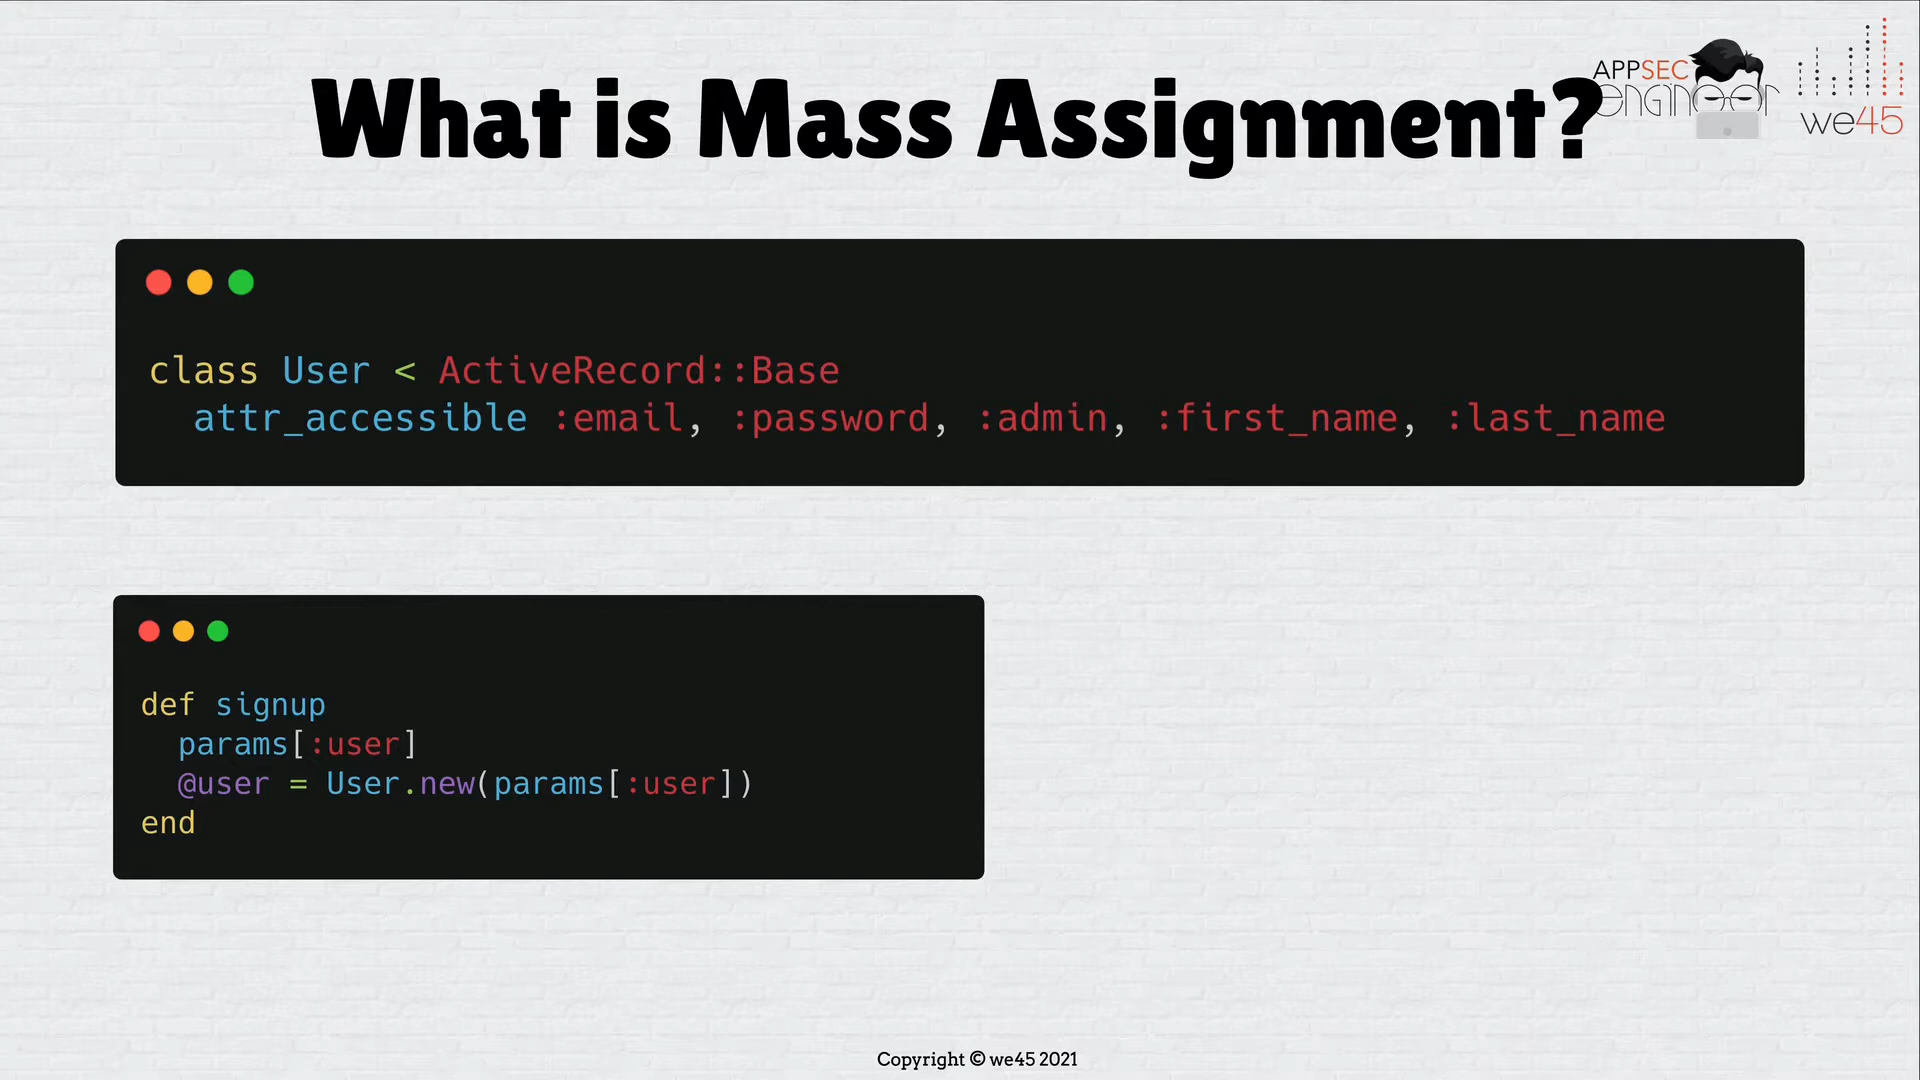 What is Mass Assignment?
APPSEC
engineer
we45
class User < ActiveRecord::Base
  attr_accessible :email, :password, :admin, :first_name, :last_name
def signup
  params[:user]
  @user = User.new(params[:user])
end
Copyright © we45 2021